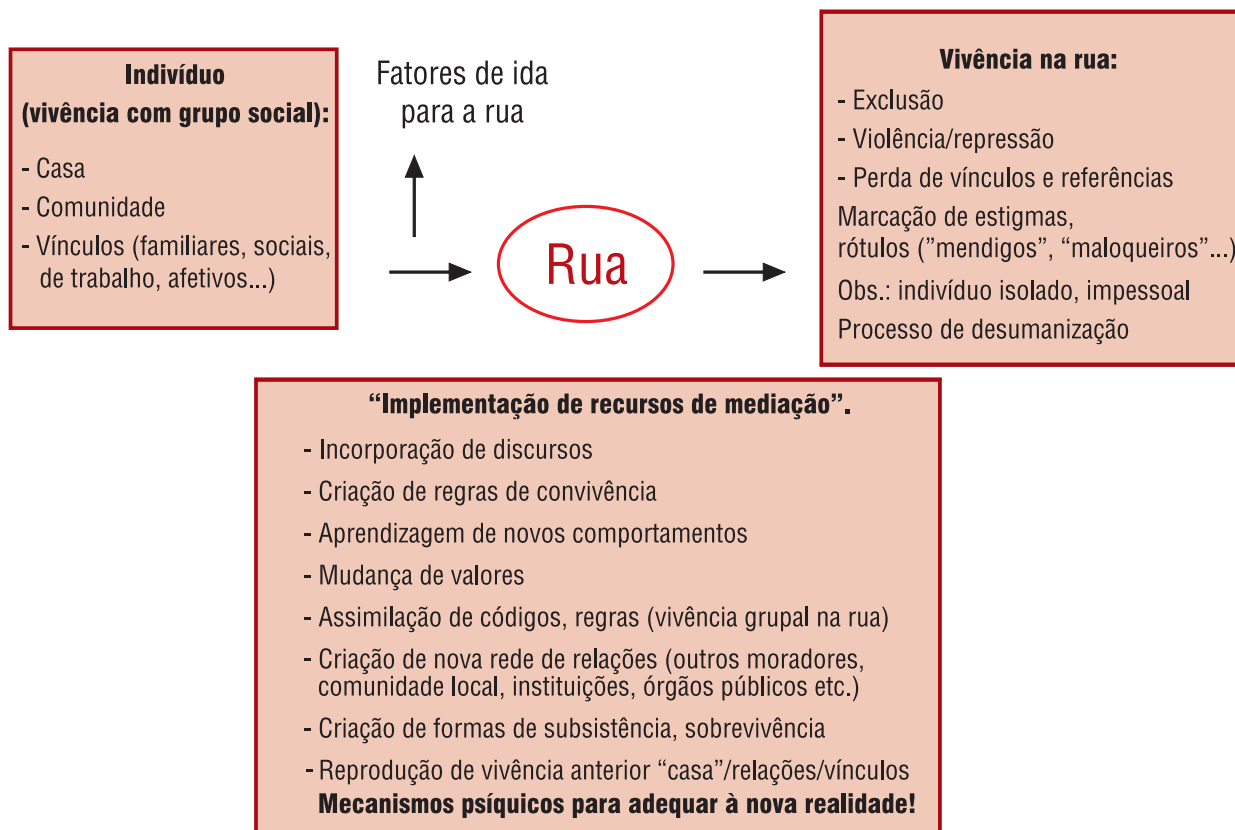 Indivíduo
(vivência com grupo social):
- Casa
- Comunidade
- Vínculos (familiares, sociais,
de trabalho, afetivos...)
Fatores de ida
para a rua
Rua
Vivência na rua:
- Exclusão
- Violência/repressão
- Perda de vínculos e referências
Marcação de estigmas,
rótulos (”mendigos”, “maloqueiros”...)
Obs.: indivíduo isolado, impessoal
Processo de desumanização
“Implementação de recursos de mediação”.
- Incorporação de discursos
- Criação de regras de convivência
- Aprendizagem de novos comportamentos
- Mudança de valores
- Assimilação de códigos, regras (vivência grupal na rua)
- Criação de nova rede de relações (outros moradores,
comunidade local, instituições, órgãos públicos etc.)
- Criação de formas de subsistência, sobrevivência
- Reprodução de vivência anterior “casa”/relações/vínculos
Mecanismos psíquicos para adequar à nova realidade!